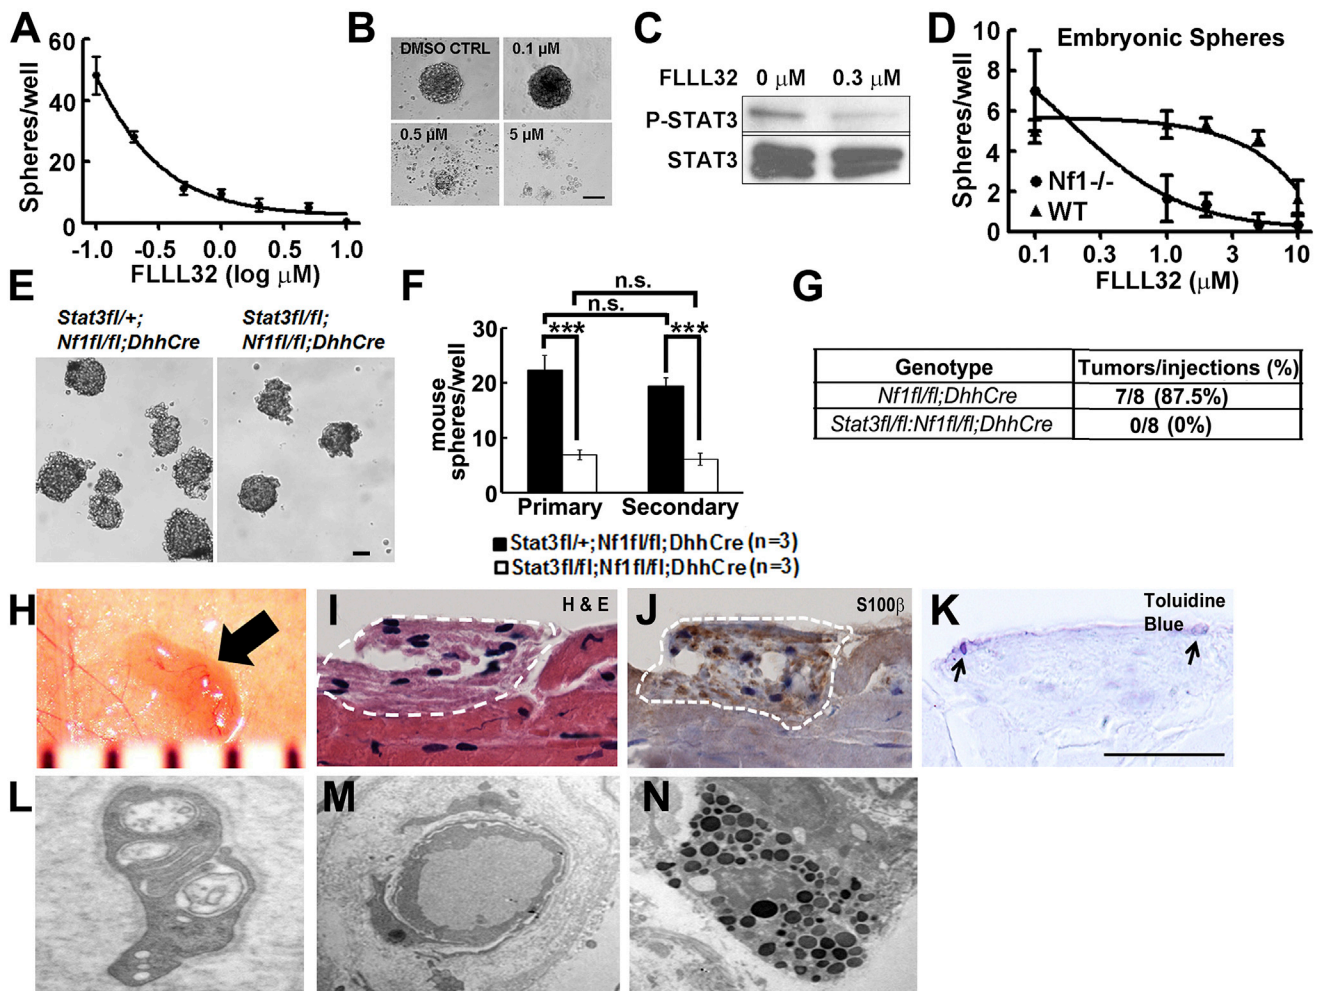 A
Spheres/well
60
40
20
0
-1.0
-0.5
0.0
0.5
1.0
FLLL32 (log µM)
B
DMSO CTRL
0.1 µM
0.5 µM
5 µM
C
FLLL32
0 µM
0.3 µM
P-STAT3
STAT3
D
Embryonic Spheres
Spheres/well
10
8
6
4
2
0
Nf1-/-
WT
0.1
0.3
1.0
3
10
FLLL32 (µM)
E
Stat3fl/+;
Nf1fl/fl;DhhCre
Stat3fl/fl;
Nf1fl/fl;DhhCre
F
n.s.
n.s.
***
***
mouse
spheres/well
30
20
10
0
Primary
Secondary
Stat3fl/+;Nf1fl/fl;DhhCre (n=3)
Stat3fl/fl;Nf1fl/fl;DhhCre (n=3)
G
Genotype
Tumors/injections (%)
Nf1fl/fl;DhhCre
7/8 (87.5%)
Stat3fl/fl:Nf1fl/fl;DhhCre
0/8 (0%)
H
I
H & E
J
S100β
K
Toluidine
Blue
L
M
N